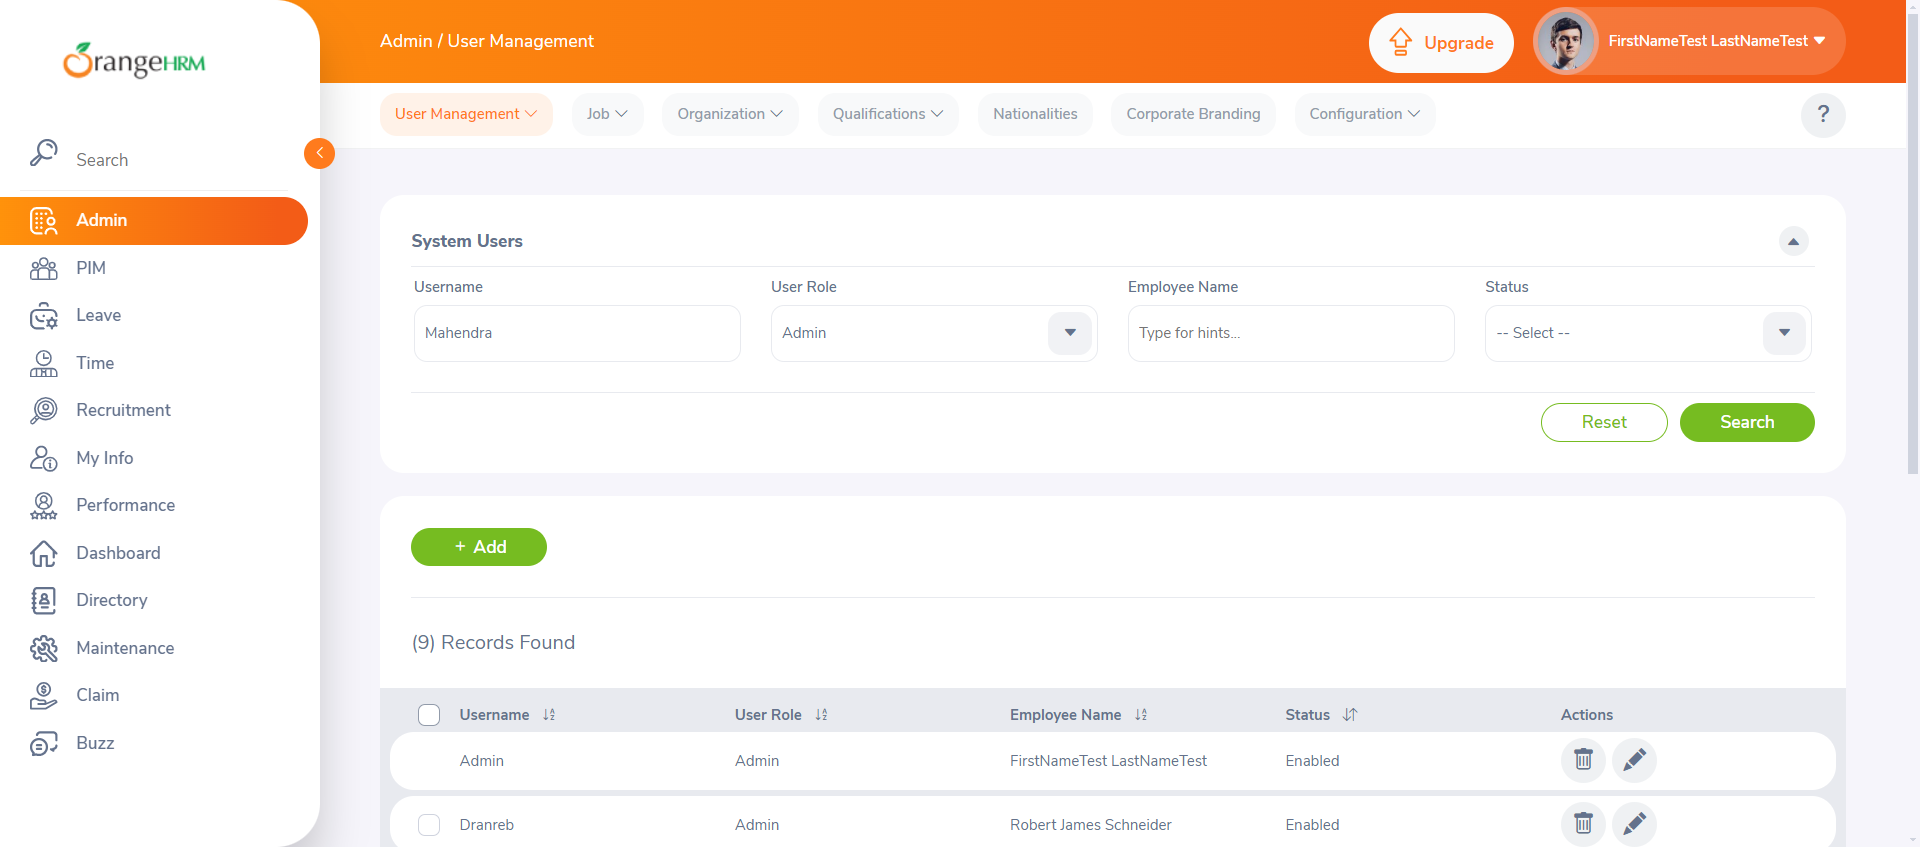 OrangeHRM
Admin / User Management
Upgrade
FirstNameTest LastNameTest
User Management
Job
Organization
Qualifications
Nationalities
Corporate Branding
Configuration
?
Search
Admin
PIM
Leave
Time
Recruitment
My Info
Performance
Dashboard
Directory
Maintenance
Claim
Buzz
System Users
Username User Role Employee Name Status
Mahendra Admin Type for hints... -- Select --
Reset Search
+ Add
(9) Records Found
Username User Role Employee Name Status Actions
Admin Admin FirstNameTest LastNameTest Enabled
Dranreb Admin Robert James Schneider Enabled